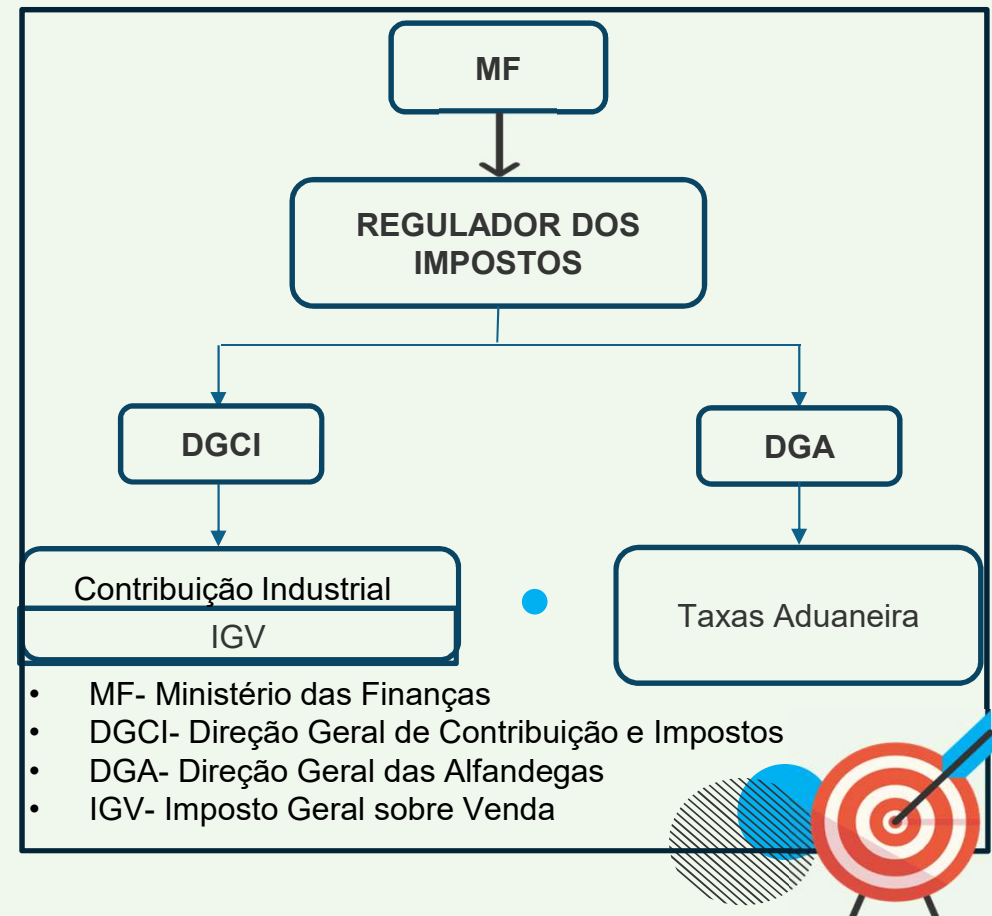 MF
REGULADOR DOS
IMPOSTOS
DGCI
DGA
Contribuição Industrial
IGV
Taxas Aduaneira
• MF- Ministério das Finanças
• DGCI- Direção Geral de Contribuição e Impostos
• DGA- Direção Geral das Alfandegas
• IGV- Imposto Geral sobre Venda